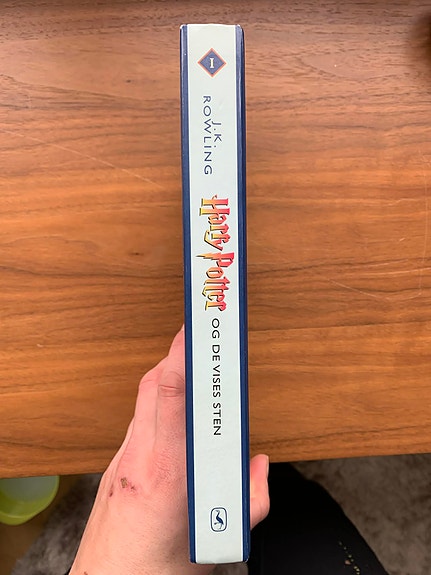 I
J.K.
ROWLING
Harry Potter
OG DE VISES STEN